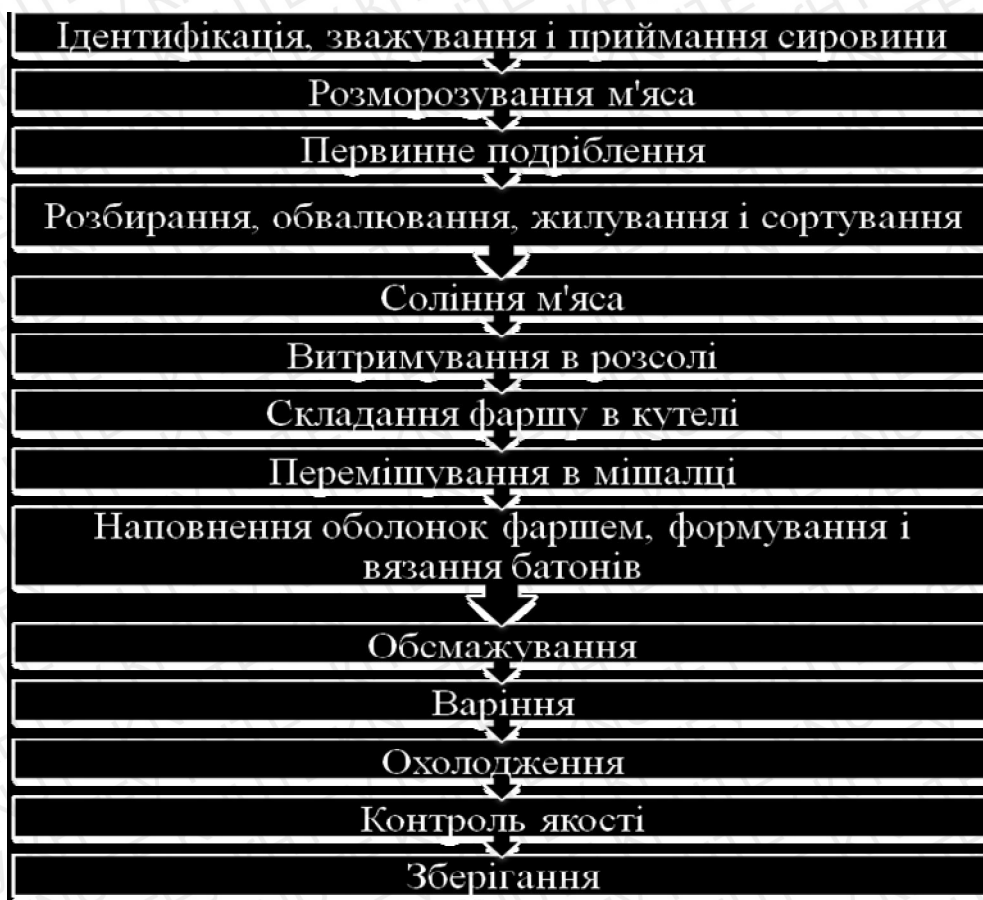 Ідентифікація, зважування і приймання сировини
Розморозування м'яса
Первинне подріблення
Розбирання, обвалювання, жилування і сортування
Соління м'яса
Витримування в розсолі
Складання фаршу в кутелі
Перемішування в мішалці
Наповнення оболонок фаршем, формування і
вязання батонів
Обсмажування
Варіння
Охолодження
Контроль якості
Зберігання